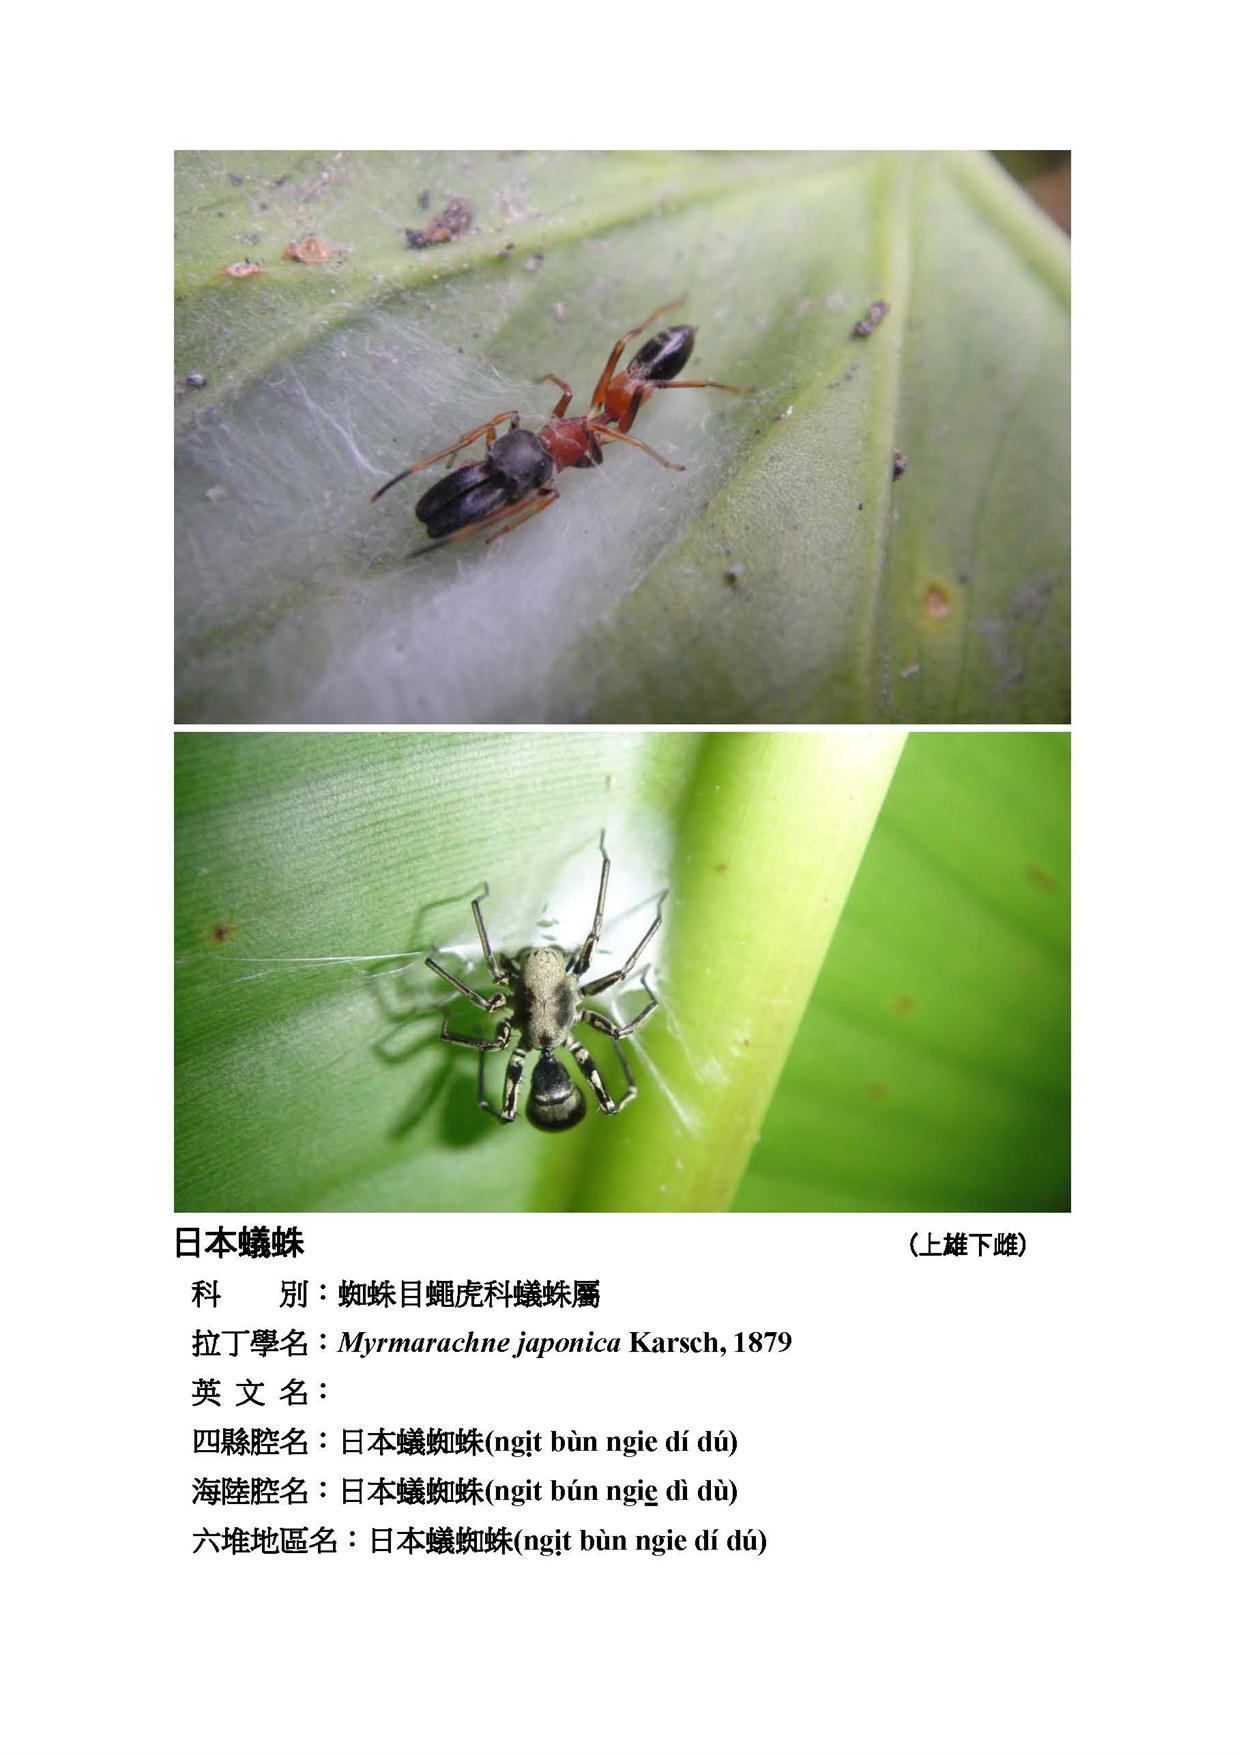 日本蟻蛛 （上雄下雌）
科　　別：蜘蛛目蠅虎科蟻蛛屬
拉丁學名：Myrmarachne japonica Karsch, 1879
英 文 名：
四縣腔名：日本蟻蜘蛛(ngi̤t bùn ngie dí dú)
海陸腔名：日本蟻蜘蛛(ngit bún ngie̲ dì dù)
六堆地區名：日本蟻蜘蛛(ngi̤t bùn ngie dí dú)